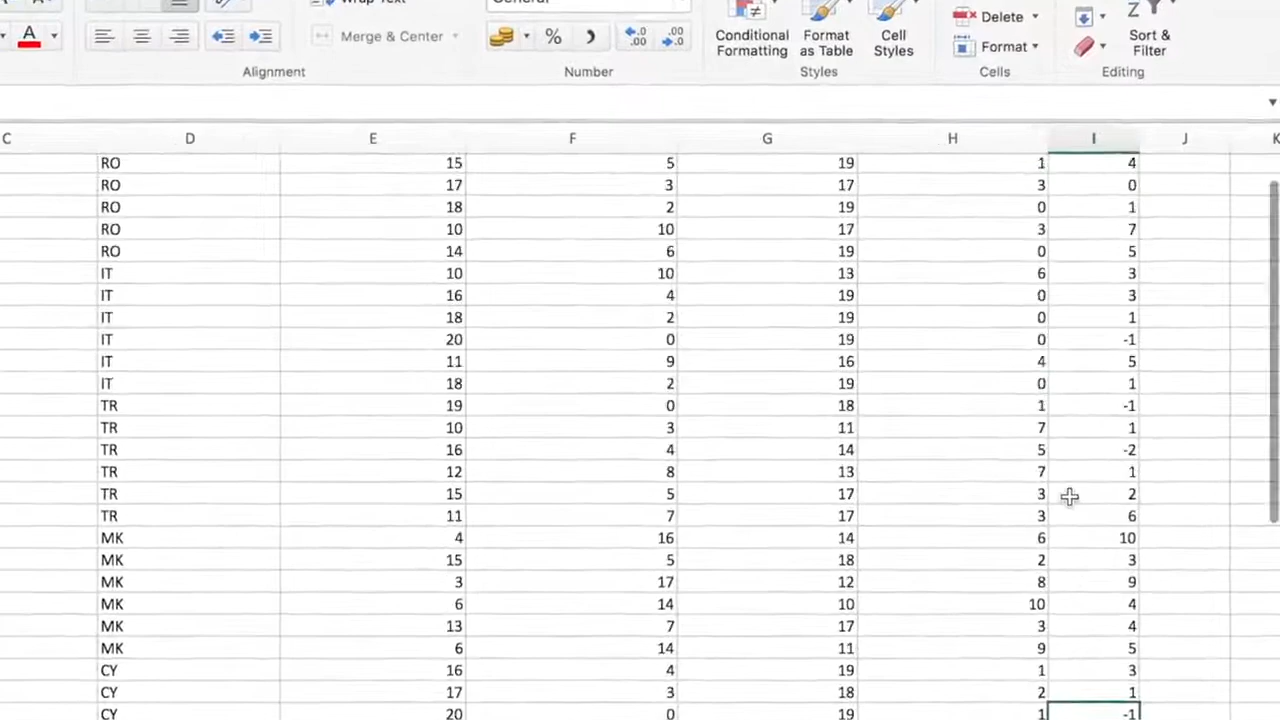 Wrap Text General
A Merge & Center % Conditional Formatting Format as Table Cell Styles Delete Format Sort & Filter
Alignment Number Styles Cells Editing
C D E F G H I J K
RO 15 5 19 1 4
RO 17 3 17 3 0
RO 18 2 19 0 1
RO 10 10 17 3 7
RO 14 6 19 0 5
IT 10 10 13 6 3
IT 16 4 19 0 3
IT 18 2 19 0 1
IT 20 0 19 0 -1
IT 11 9 16 4 5
IT 18 2 19 0 1
TR 19 0 18 1 -1
TR 10 3 11 7 1
TR 16 4 14 5 -2
TR 12 8 13 7 1
TR 15 5 17 3 2
TR 11 7 17 3 6
MK 4 16 14 6 10
MK 15 5 18 2 3
MK 3 17 12 8 9
MK 6 14 10 10 4
MK 13 7 17 3 4
MK 6 14 11 9 5
CY 16 4 19 1 3
CY 17 3 18 2 1
CY 20 0 19 1 -1